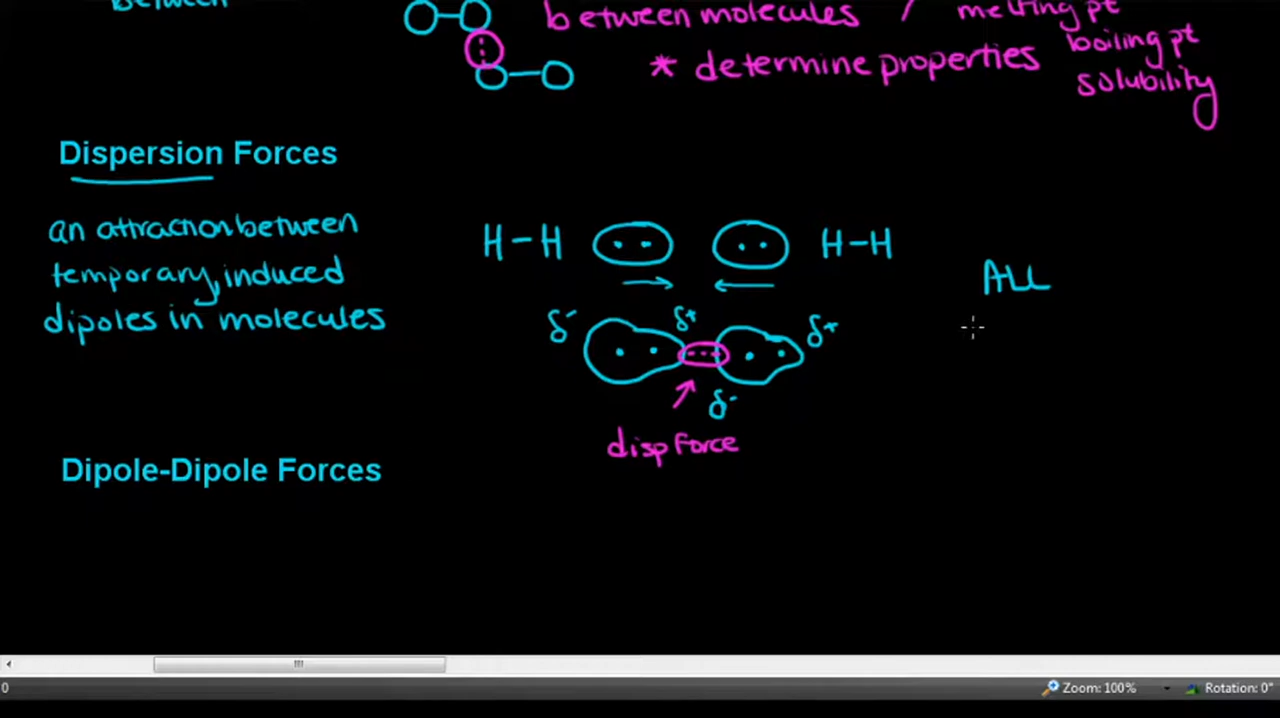 between
between molecules / melting pt
boiling pt
* determine properties
solubility
Dispersion Forces
an attraction between
temporary, induced
dipoles in molecules
H-H
H-H
ALL
δ-
δ+
δ+
δ-
disp force
Dipole-Dipole Forces
0
Zoom: 100%
Rotation: 0°